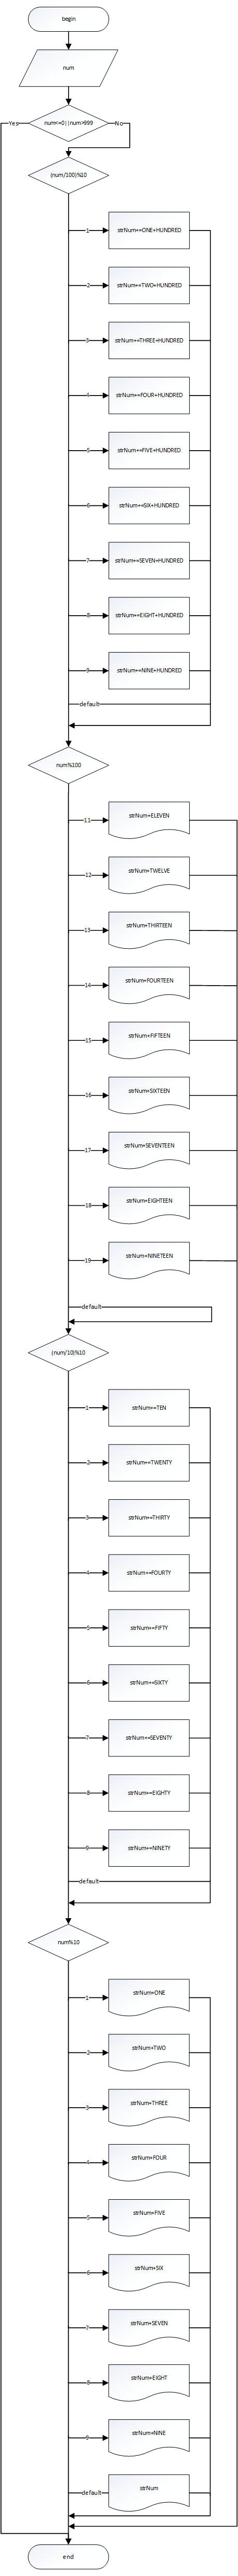 begin
num
num<=0||num>999
Yes
No
(num/100)%10
1
strNum+=ONE+HUNDRED
2
strNum+=TWO+HUNDRED
3
strNum+=THREE+HUNDRED
4
strNum+=FOUR+HUNDRED
5
strNum+=FIVE+HUNDRED
6
strNum+=SIX+HUNDRED
7
strNum+=SEVEN+HUNDRED
8
strNum+=EIGHT+HUNDRED
9
strNum+=NINE+HUNDRED
default
num%100
11
strNum+ELEVEN
12
strNum+TWELVE
13
strNum+THIRTEEN
14
strNum+FOURTEEN
15
strNum+FIFTEEN
16
strNum+SIXTEEN
17
strNum+SEVENTEEN
18
strNum+EIGHTEEN
19
strNum+NINETEEN
default
(num/10)%10
1
strNum+=TEN
2
strNum+=TWENTY
3
strNum+=THIRTY
4
strNum+=FOURTY
5
strNum+=FIFTY
6
strNum+=SIXTY
7
strNum+=SEVENTY
8
strNum+=EIGHTY
9
strNum+=NINETY
default
num%10
1
strNum+ONE
2
strNum+TWO
3
strNum+THREE
4
strNum+FOUR
5
strNum+FIVE
6
strNum+SIX
7
strNum+SEVEN
8
strNum+EIGHT
9
strNum+NINE
default
strNum
end